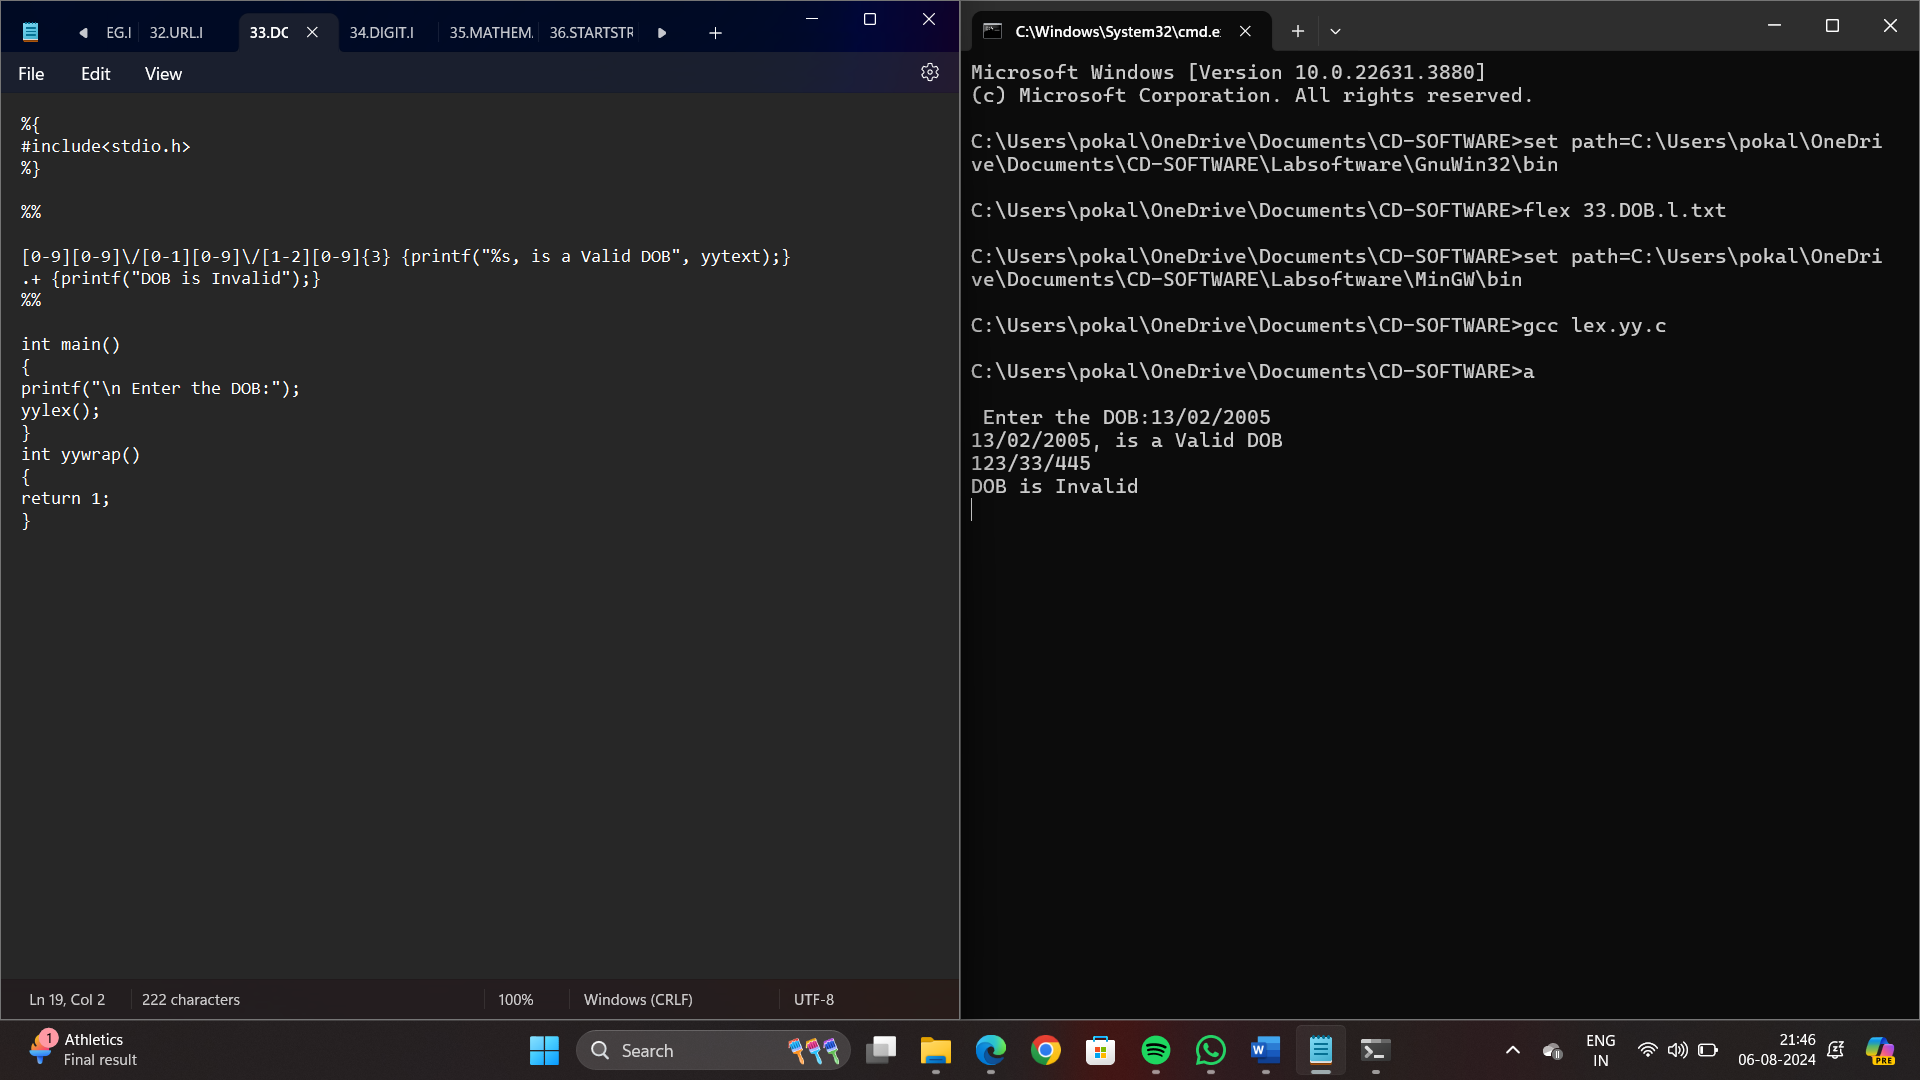 EG.l
32.URL.l
33.DC
34.DIGIT.l
35.MATHEM.
36.STARTSTR
File Edit View
%{
#include<stdio.h>
%}
%%
[0-9][0-9]\/[0-1][0-9]\/[1-2][0-9]{3} {printf("%s, is a Valid DOB", yytext);}
.+ {printf("DOB is Invalid");}
%%
int main()
{
printf("\n Enter the DOB:");
yylex();
}
int yywrap()
{
return 1;
}
Ln 19, Col 2
222 characters
100%
Windows (CRLF)
UTF-8
C:\Windows\System32\cmd.e
Microsoft Windows [Version 10.0.22631.3880]
(c) Microsoft Corporation. All rights reserved.
C:\Users\pokal\OneDrive\Documents\CD-SOFTWARE>set path=C:\Users\pokal\OneDri
ve\Documents\CD-SOFTWARE\Labsoftware\GnuWin32\bin
C:\Users\pokal\OneDrive\Documents\CD-SOFTWARE>flex 33.DOB.l.txt
C:\Users\pokal\OneDrive\Documents\CD-SOFTWARE>set path=C:\Users\pokal\OneDri
ve\Documents\CD-SOFTWARE\Labsoftware\MinGW\bin
C:\Users\pokal\OneDrive\Documents\CD-SOFTWARE>gcc lex.yy.c
C:\Users\pokal\OneDrive\Documents\CD-SOFTWARE>a
Enter the DOB:13/02/2005
13/02/2005, is a Valid DOB
123/33/445
DOB is Invalid
1
Athletics
Final result
Search
W
ENG
IN
21:46
06-08-2024
PRE